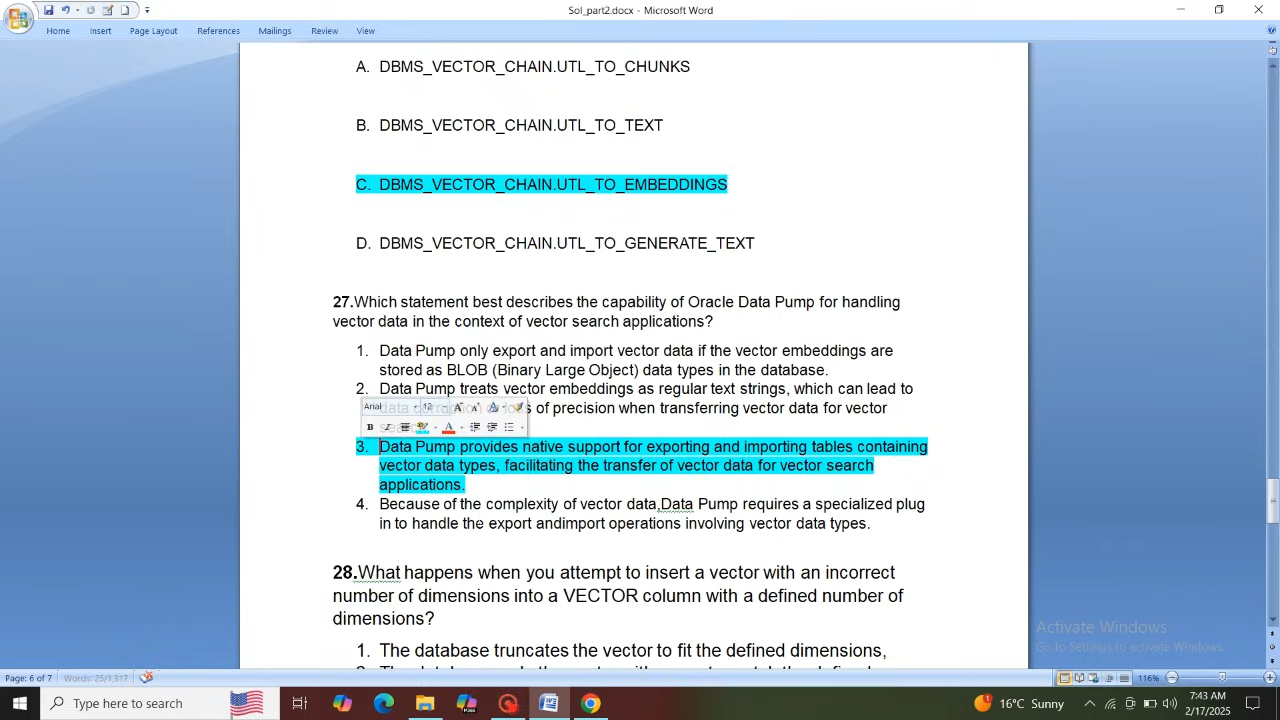 Sol_part2.docx - Microsoft Word
Home Insert Page Layout References Mailings Review View
A. DBMS_VECTOR_CHAIN.UTL_TO_CHUNKS
B. DBMS_VECTOR_CHAIN.UTL_TO_TEXT
C. DBMS_VECTOR_CHAIN.UTL_TO_EMBEDDINGS
D. DBMS_VECTOR_CHAIN.UTL_TO_GENERATE_TEXT
27.Which statement best describes the capability of Oracle Data Pump for handling
vector data in the context of vector search applications?
1. Data Pump only export and import vector data if the vector embeddings are
stored as BLOB (Binary Large Object) data types in the database.
2. Data Pump treats vector embeddings as regular text strings, which can lead to
Arial 12
of precision when transferring vector data for vector
3. Data Pump provides native support for exporting and importing tables containing
vector data types, facilitating the transfer of vector data for vector search
applications.
4. Because of the complexity of vector data,Data Pump requires a specialized plug
in to handle the export andimport operations involving vector data types.
28.What happens when you attempt to insert a vector with an incorrect
number of dimensions into a VECTOR column with a defined number of
dimensions?
1. The database truncates the vector to fit the defined dimensions,
Activate Windows
Go to Settings to activate Windows.
Page: 6 of 7 Words: 25/1,317 116%
Type here to search
16°C Sunny
7:43 AM
2/17/2025